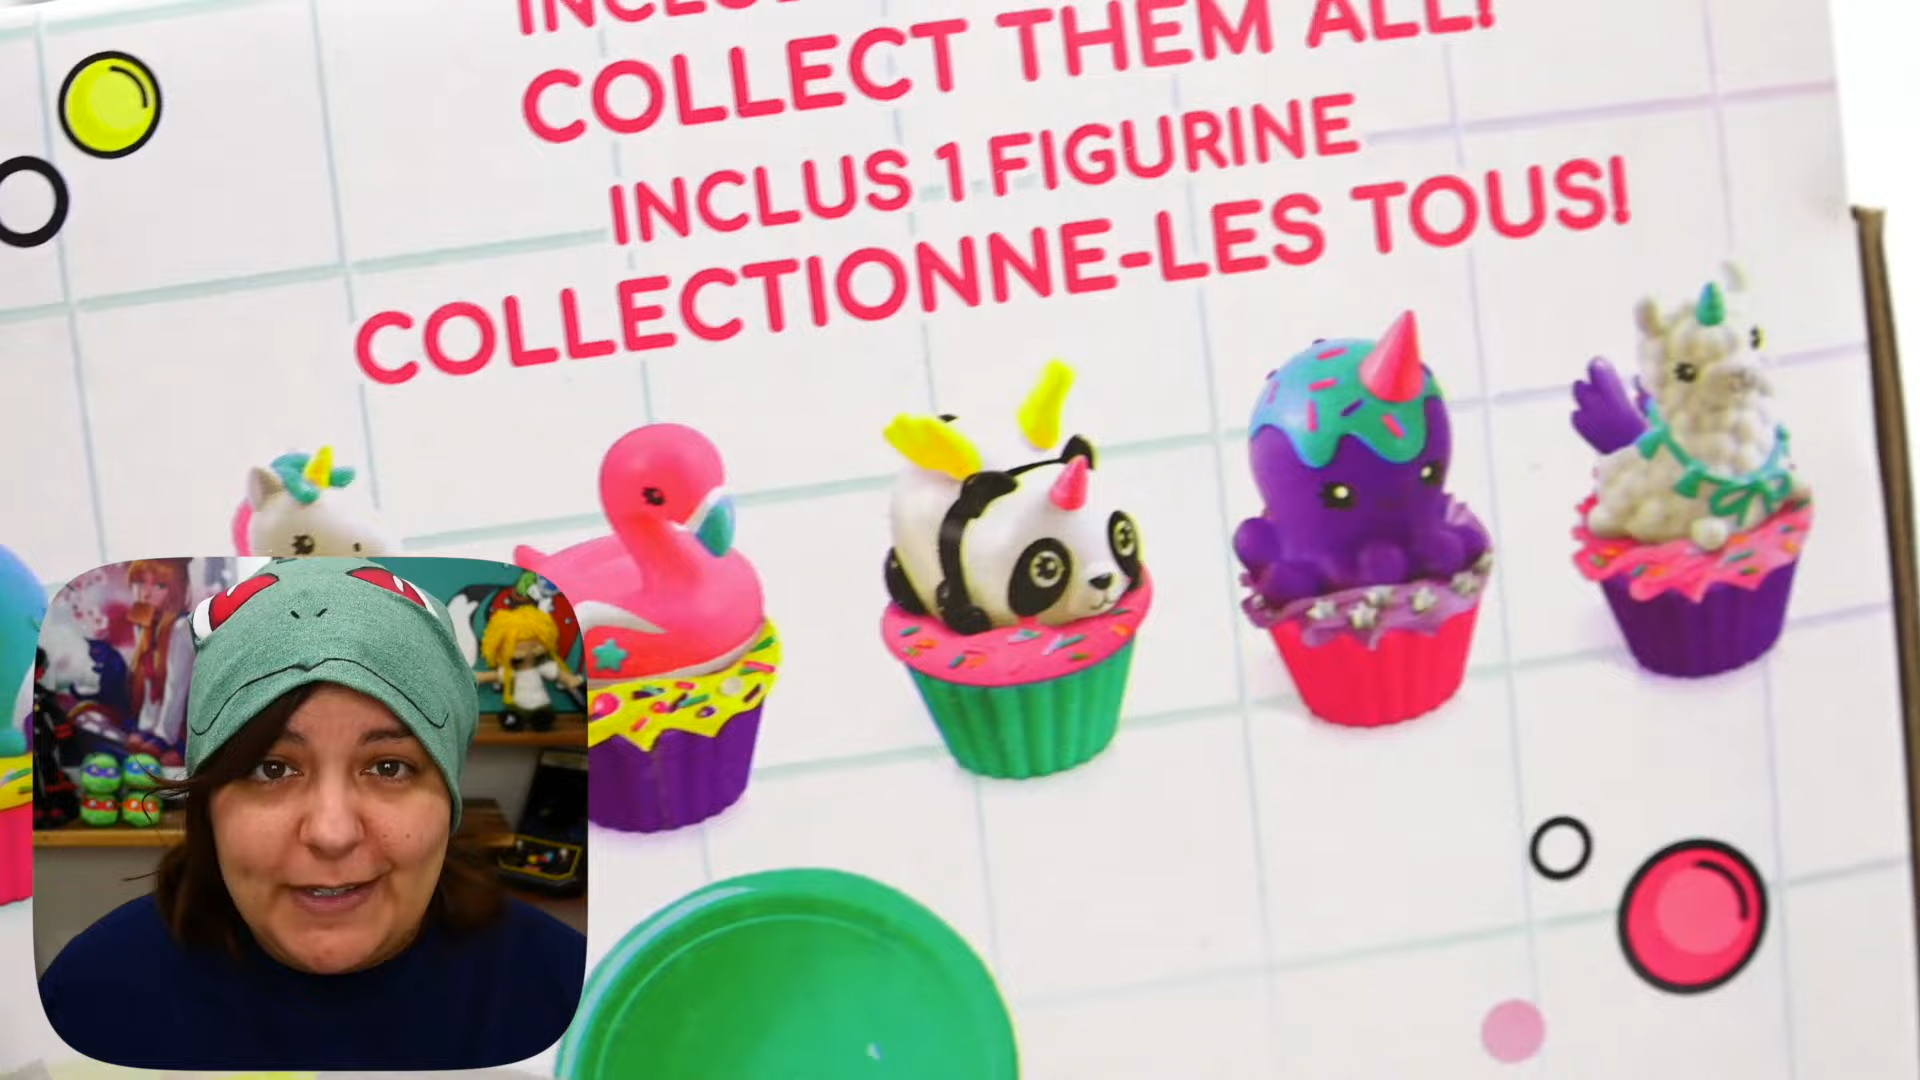 COLLECT THEM ALL!
INCLUS 1 FIGURINE
COLLECTIONNE-LES TOUS!